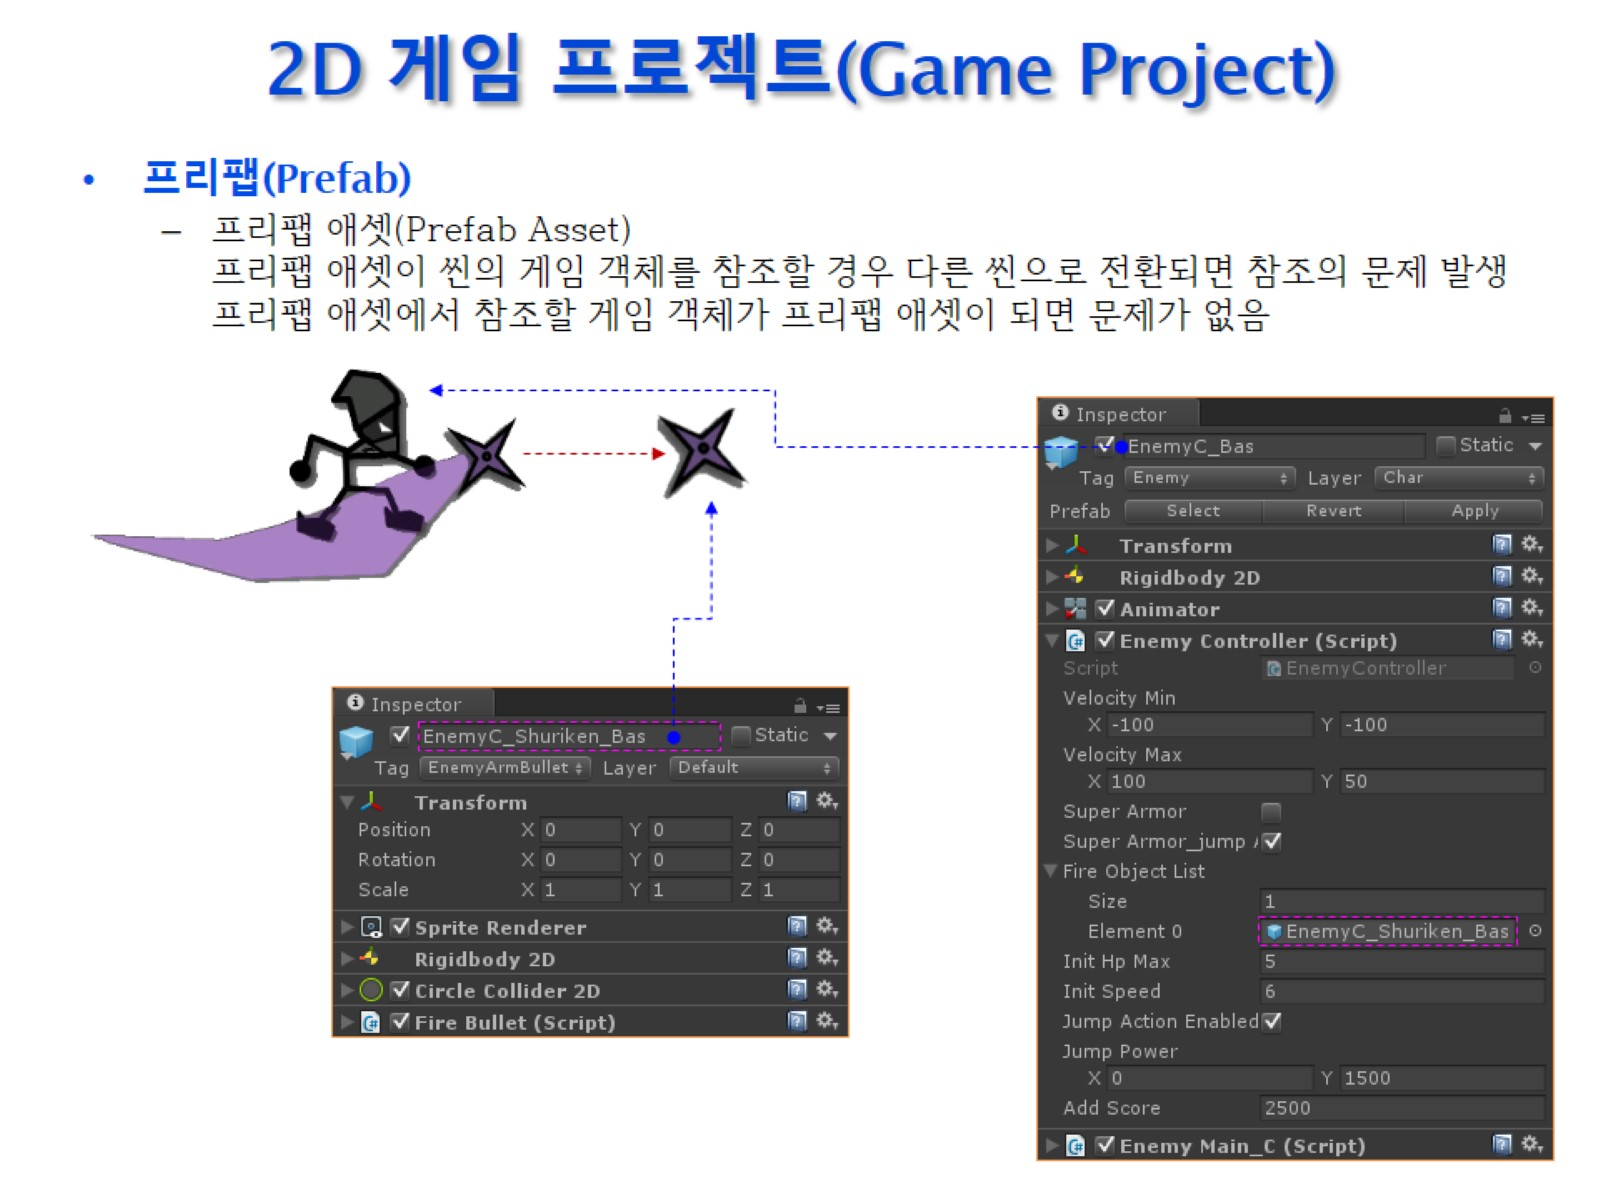 2D 게임 프로젝트(Game Project)
• 프리팹(Prefab)
– 프리팹 애셋(Prefab Asset)
프리팹 애셋이 씬의 게임 객체를 참조할 경우 다른 씬으로 전환되면 참조의 문제 발생
프리팹 애셋에서 참조할 게임 객체가 프리팹 애셋이 되면 문제가 없음
Inspector
EnemyC_Shuriken_Bas Static
Tag EnemyArmBullet Layer Default
Transform
Position X 0 Y 0 Z 0
Rotation X 0 Y 0 Z 0
Scale X 1 Y 1 Z 1
Sprite Renderer
Rigidbody 2D
Circle Collider 2D
Fire Bullet (Script)
Inspector
EnemyC_Bas Static
Tag Enemy Layer Char
Prefab Select Revert Apply
Transform
Rigidbody 2D
Animator
Enemy Controller (Script)
Script EnemyController
Velocity Min
X -100 Y -100
Velocity Max
X 100 Y 50
Super Armor
Super Armor_jump
Fire Object List
Size 1
Element 0 EnemyC_Shuriken_Bas
Init Hp Max 5
Init Speed 6
Jump Action Enabled
Jump Power
X 0 Y 1500
Add Score 2500
Enemy Main_C (Script)